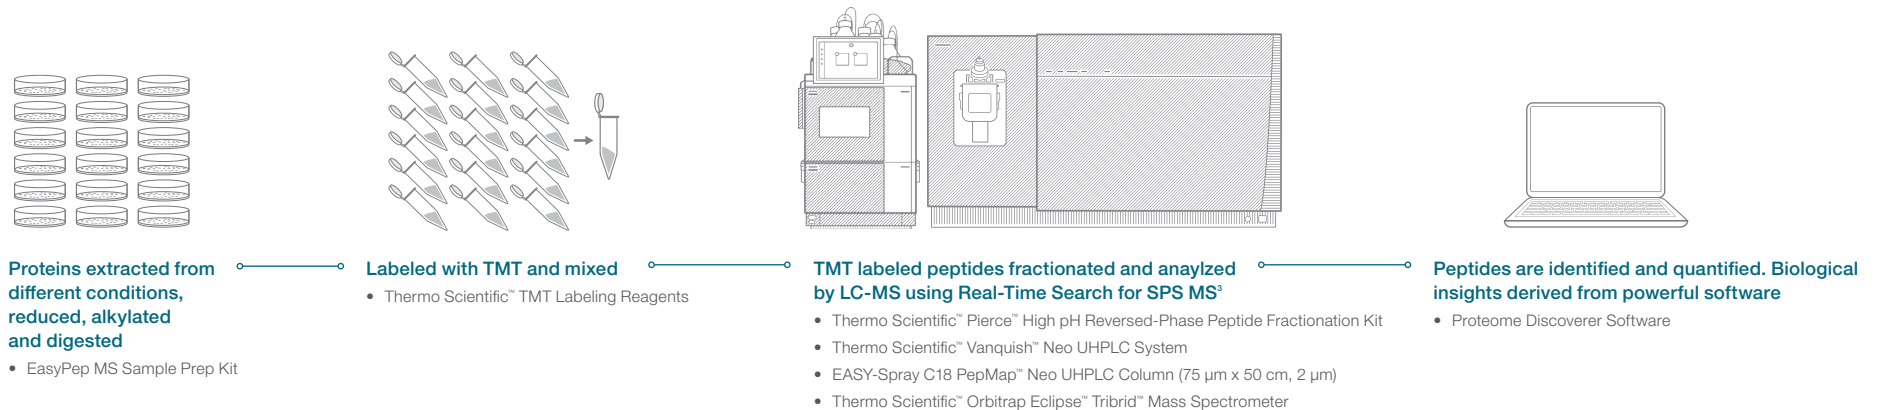 Proteins extracted from
different conditions,
reduced, alkylated
and digested
• EasyPep MS Sample Prep Kit
Labeled with TMT and mixed
• Thermo Scientific™ TMT Labeling Reagents
TMT labeled peptides fractionated and anaylzed
by LC-MS using Real-Time Search for SPS MS³
• Thermo Scientific™ Pierce™ High pH Reversed-Phase Peptide Fractionation Kit
• Thermo Scientific™ Vanquish™ Neo UHPLC System
• EASY-Spray C18 PepMap™ Neo UHPLC Column (75 µm x 50 cm, 2 µm)
• Thermo Scientific™ Orbitrap Eclipse™ Tribrid™ Mass Spectrometer
Peptides are identified and quantified. Biological
insights derived from powerful software
• Proteome Discoverer Software